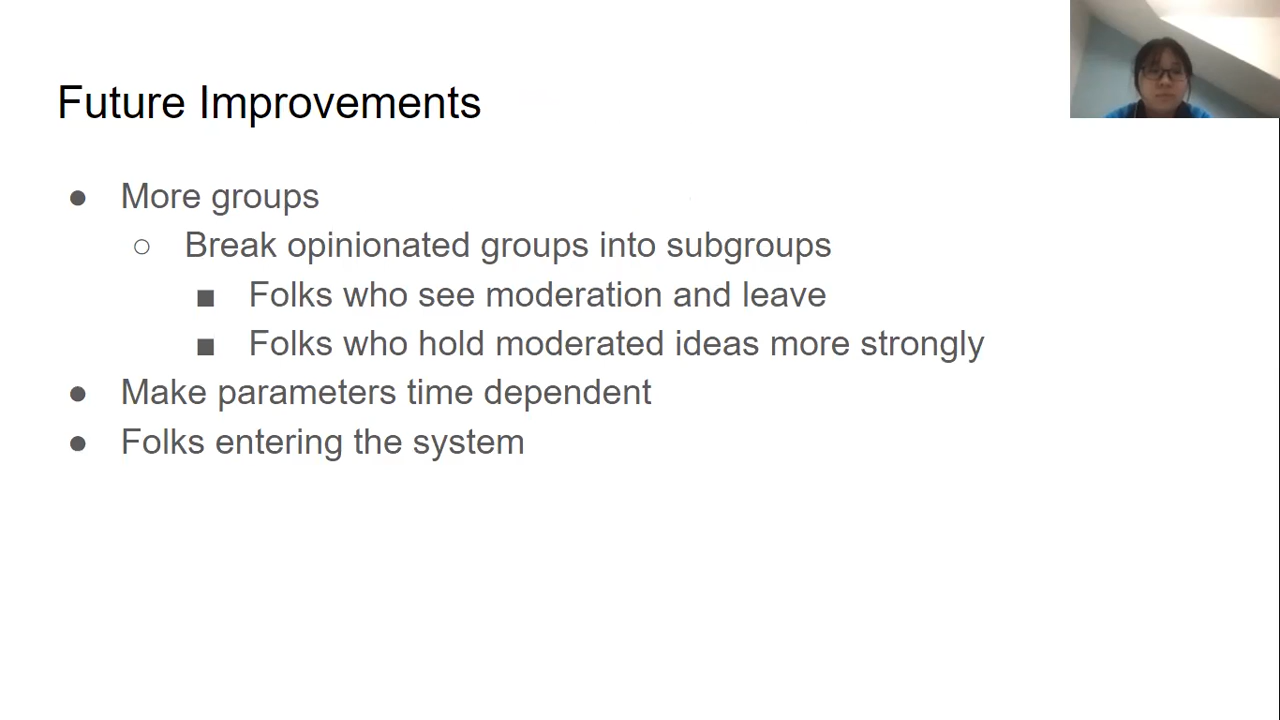 Future Improvements
● More groups
○ Break opinionated groups into subgroups
■ Folks who see moderation and leave
■ Folks who hold moderated ideas more strongly
● Make parameters time dependent
● Folks entering the system